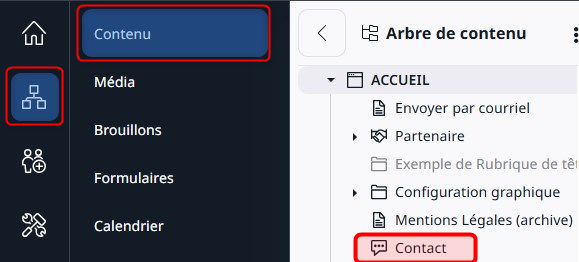 Contenu
Média
Brouillons
Formulaires
Calendrier
Arbre de contenu
ACCUEIL
Envoyer par courriel
Partenaire
Exemple de Rubrique de têt
Configuration graphique
Mentions Légales (archive)
Contact